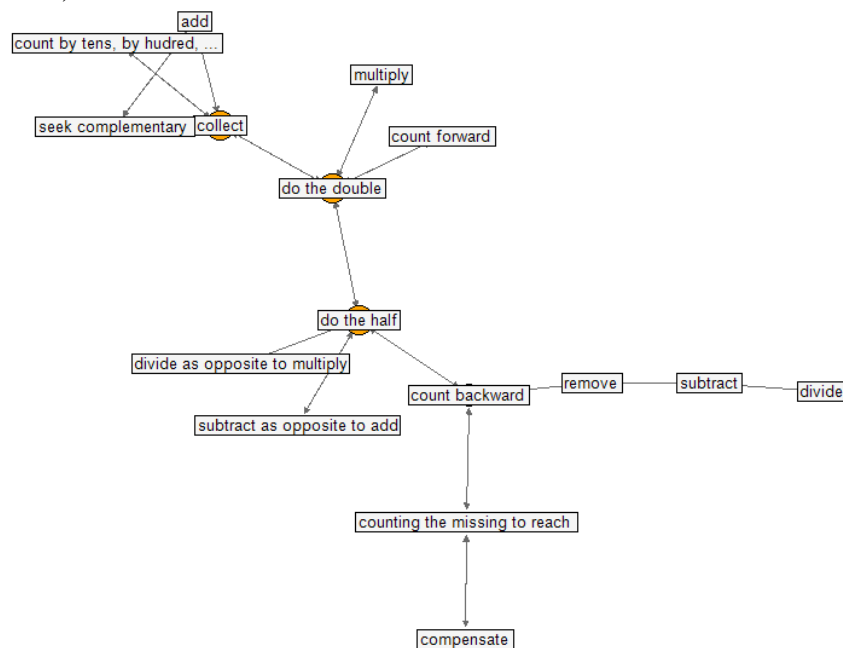 add
count by tens, by hudred, ...
multiply
seek complementary
collect
count forward
do the double
do the half
divide as opposite to multiply
count backward
remove
subtract
divide
subtract as opposite to add
counting the missing to reach
compensate